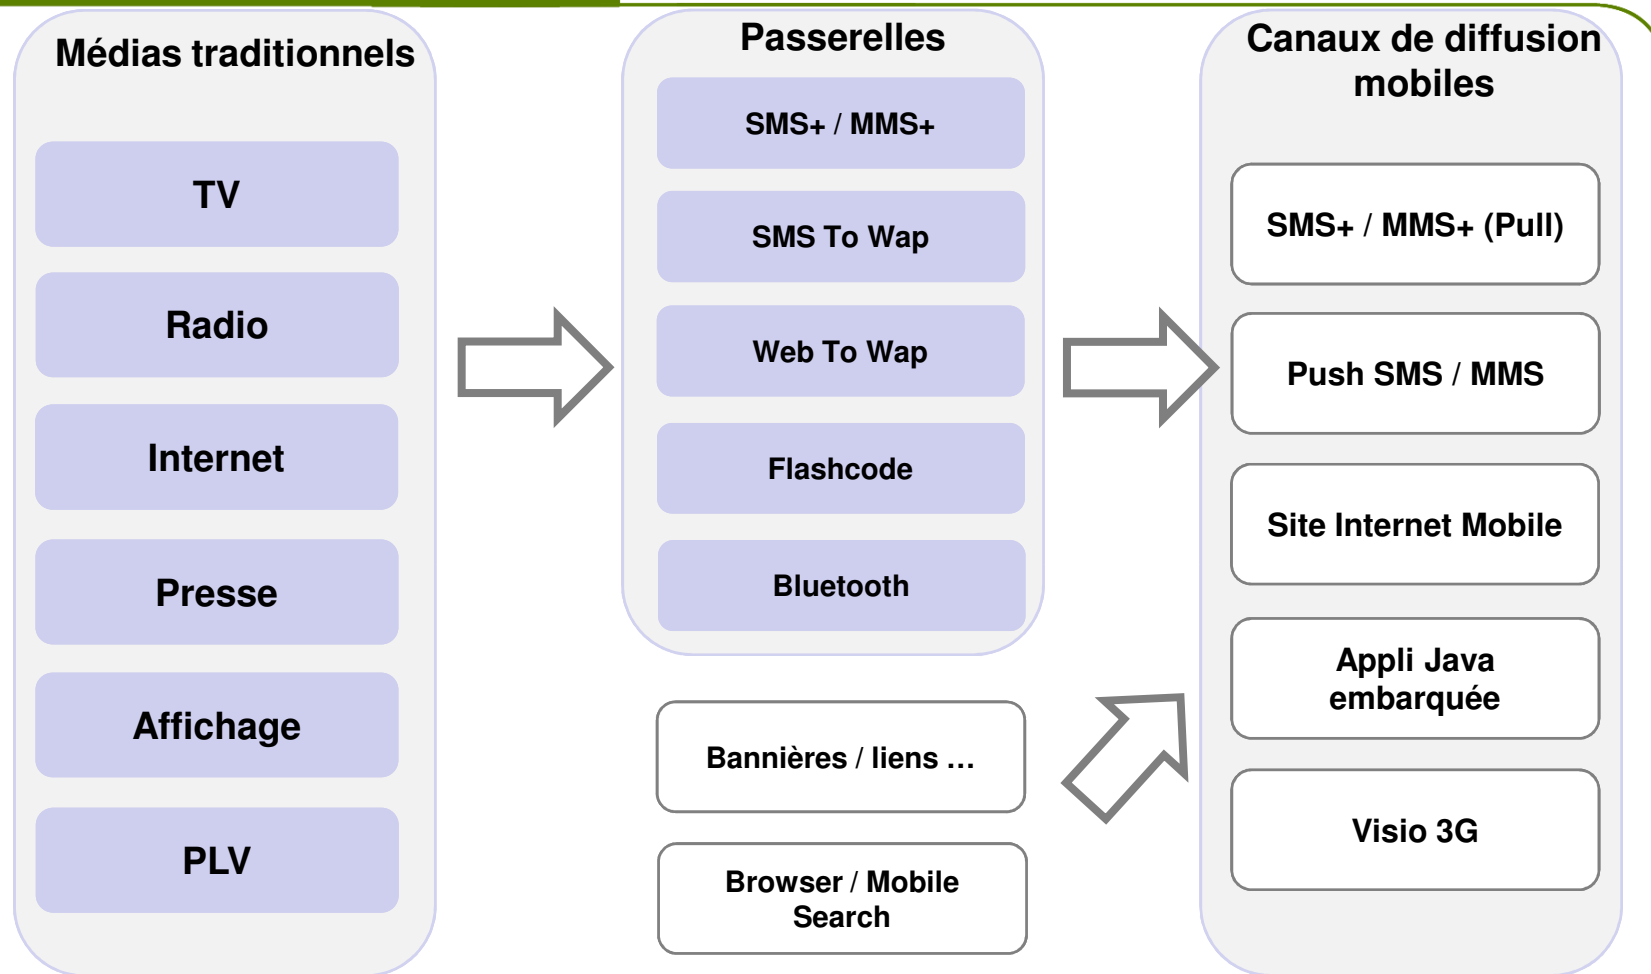 Médias traditionnels
TV
Radio
Internet
Presse
Affichage
PLV
Passerelles
SMS+ / MMS+
SMS To Wap
Web To Wap
Flashcode
Bluetooth
Bannières / liens ...
Browser / Mobile
Search
Canaux de diffusion
mobiles
SMS+ / MMS+ (Pull)
Push SMS / MMS
Site Internet Mobile
Appli Java
embarquée
Visio 3G